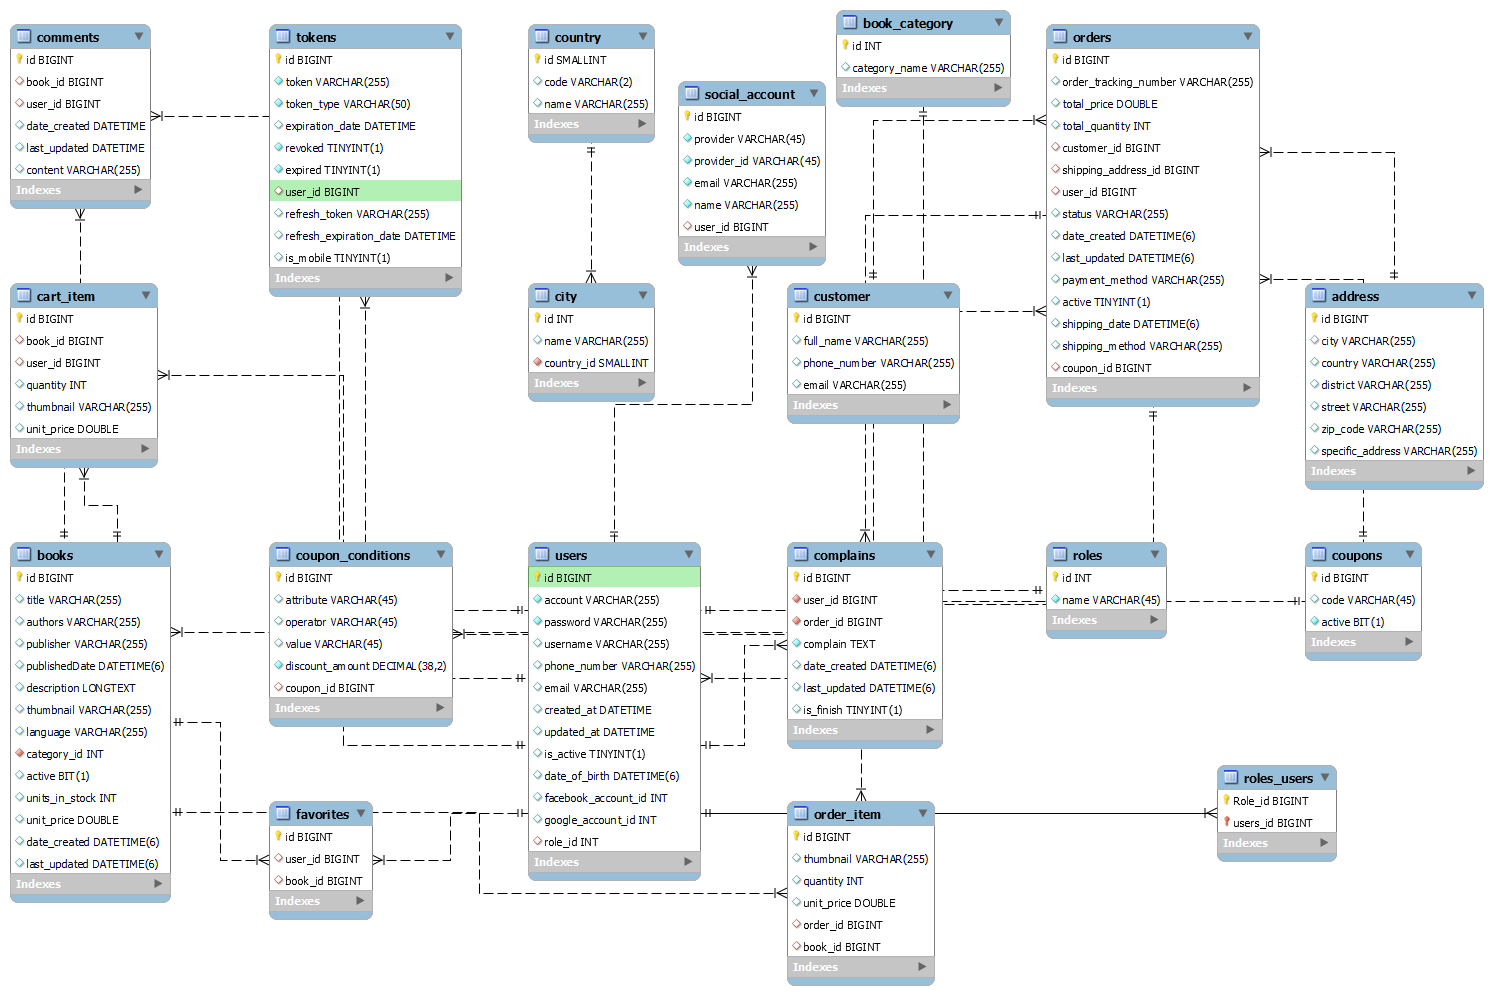 comments
id BIGINT
book_id BIGINT
user_id BIGINT
date_created DATETIME
last_updated DATETIME
content VARCHAR(255)
Indexes
tokens
id BIGINT
token VARCHAR(255)
token_type VARCHAR(50)
expiration_date DATETIME
revoked TINYINT(1)
expired TINYINT(1)
user_id BIGINT
refresh_token VARCHAR(255)
refresh_expiration_date DATETIME
is_mobile TINYINT(1)
Indexes
country
id SMALLINT
code VARCHAR(2)
name VARCHAR(255)
Indexes
social_account
id BIGINT
provider VARCHAR(45)
provider_id VARCHAR(45)
email VARCHAR(255)
name VARCHAR(255)
user_id BIGINT
Indexes
book_category
id INT
category_name VARCHAR(255)
Indexes
orders
id BIGINT
order_tracking_number VARCHAR(255)
total_price DOUBLE
total_quantity INT
customer_id BIGINT
shipping_address_id BIGINT
user_id BIGINT
status VARCHAR(255)
date_created DATETIME(6)
last_updated DATETIME(6)
payment_method VARCHAR(255)
active TINYINT(1)
shipping_date DATETIME(6)
shipping_method VARCHAR(255)
coupon_id BIGINT
Indexes
cart_item
id BIGINT
book_id BIGINT
user_id BIGINT
quantity INT
thumbnail VARCHAR(255)
unit_price DOUBLE
Indexes
city
id INT
name VARCHAR(255)
country_id SMALLINT
Indexes
customer
id BIGINT
full_name VARCHAR(255)
phone_number VARCHAR(255)
email VARCHAR(255)
Indexes
address
id BIGINT
city VARCHAR(255)
country VARCHAR(255)
district VARCHAR(255)
street VARCHAR(255)
zip_code VARCHAR(255)
specific_address VARCHAR(255)
Indexes
books
id BIGINT
title VARCHAR(255)
authors VARCHAR(255)
publisher VARCHAR(255)
publishedDate DATETIME(6)
description LONGTEXT
thumbnail VARCHAR(255)
language VARCHAR(255)
category_id INT
active BIT(1)
units_in_stock INT
unit_price DOUBLE
date_created DATETIME(6)
last_updated DATETIME(6)
Indexes
coupon_conditions
id BIGINT
attribute VARCHAR(45)
operator VARCHAR(45)
value VARCHAR(45)
discount_amount DECIMAL(38,2)
coupon_id BIGINT
Indexes
users
id BIGINT
account VARCHAR(255)
password VARCHAR(255)
username VARCHAR(255)
phone_number VARCHAR(255)
email VARCHAR(255)
created_at DATETIME
updated_at DATETIME
is_active TINYINT(1)
date_of_birth DATETIME(6)
facebook_account_id INT
google_account_id INT
role_id INT
Indexes
complains
id BIGINT
user_id BIGINT
order_id BIGINT
complain TEXT
date_created DATETIME(6)
last_updated DATETIME(6)
is_finish TINYINT(1)
Indexes
roles
id INT
name VARCHAR(45)
Indexes
coupons
id BIGINT
code VARCHAR(45)
active BIT(1)
Indexes
favorites
id BIGINT
user_id BIGINT
book_id BIGINT
Indexes
order_item
id BIGINT
thumbnail VARCHAR(255)
quantity INT
unit_price DOUBLE
order_id BIGINT
book_id BIGINT
Indexes
roles_users
Role_id BIGINT
users_id BIGINT
Indexes